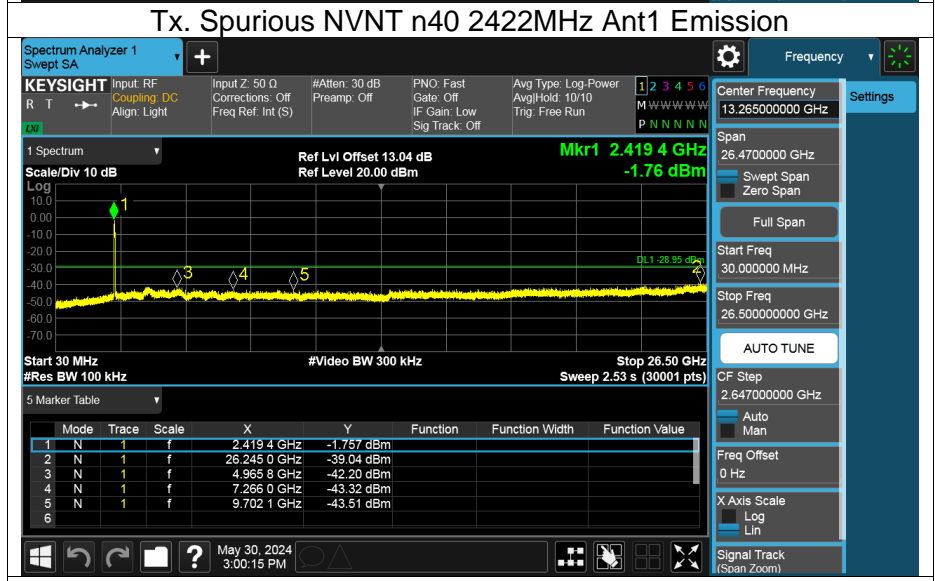 Tx. Spurious NVNT n40 2422MHz Ant1 Emission
Spectrum Analyzer 1
Swept SA
+
Frequency
KEYSIGHT
R T
LXI
Input: RF
Coupling: DC
Align: Light
Input Z: 50 Ω
Corrections: Off
Freq Ref: Int (S)
#Atten: 30 dB
Preamp: Off
PNO: Fast
Gate: Off
IF Gain: Low
Sig Track: Off
Avg Type: Log-Power
Avg|Hold: 10/10
Trig: Free Run
1 2 3 4 5 6
M W W W W W
P N N N N N
Center Frequency
13.265000000 GHz
Settings
Span
26.4700000 GHz
Swept Span
Zero Span
Full Span
Start Freq
30.000000 MHz
Stop Freq
26.500000000 GHz
AUTO TUNE
CF Step
2.647000000 GHz
Auto
Man
Freq Offset
0 Hz
X Axis Scale
Log
Lin
Signal Track
(Span Zoom)
1 Spectrum
Scale/Div 10 dB
Ref Lvl Offset 13.04 dB
Ref Level 20.00 dBm
Mkr1 2.419 4 GHz
-1.76 dBm
Log
10.0
0.00
-10.0
-20.0
-30.0
-40.0
-50.0
-60.0
-70.0
1
3
4
5
2
DL1 -28.95 dBm
Start 30 MHz
#Res BW 100 kHz
#Video BW 300 kHz
Stop 26.50 GHz
Sweep 2.53 s (30001 pts)
5 Marker Table
Mode Trace Scale X Y Function Function Width Function Value
1 N 1 f 2.419 4 GHz -1.757 dBm
2 N 1 f 26.245 0 GHz -39.04 dBm
3 N 1 f 4.965 8 GHz -42.20 dBm
4 N 1 f 7.266 0 GHz -43.32 dBm
5 N 1 f 9.702 1 GHz -43.51 dBm
6
?
May 30, 2024
3:00:15 PM